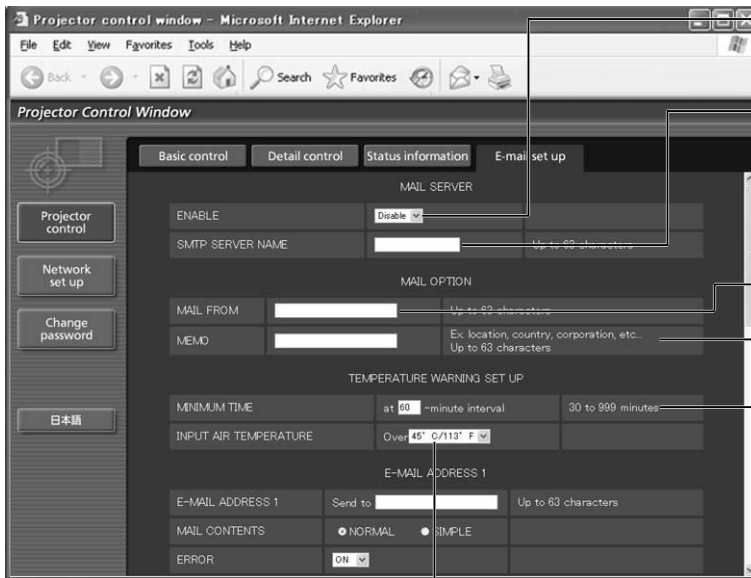 Projector control window - Microsoft Internet Explorer
File Edit View Favorites Tools Help
Back Search Favorites
Projector Control Window
Basic control Detail control Status information E-mail set up
Projector control
Network set up
Change password
日本語
MAIL SERVER
ENABLE Disable
SMTP SERVER NAME Up to 63 characters
MAIL OPTION
MAIL FROM Up to 63 characters
MEMO Ex. location, country, corporation, etc...
Up to 63 characters
TEMPERATURE WARNING SET UP
MINIMUM TIME at 60 -minute interval 30 to 999 minutes
INPUT AIR TEMPERATURE Over 45° C/113° F
E-MAIL ADDRESS 1
E-MAIL ADDRESS 1 Send to Up to 63 characters
MAIL CONTENTS NORMAL SIMPLE
ERROR ON